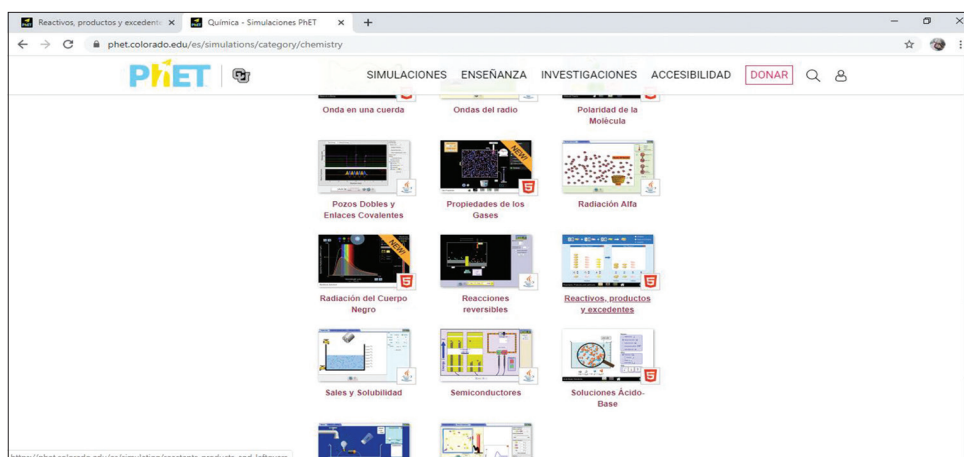 Reactivos, productos y excedente
Química - Simulaciones PhET
phet.colorado.edu/es/simulations/category/chemistry
PhET
SIMULACIONES ENSEÑANZA INVESTIGACIONES ACCESIBILIDAD DONAR
Onda en una cuerda
Ondas del radio
Polaridad de la
Molécula
Pozos Dobles y
Enlaces Covalentes
NEW!
Propiedades de los
Gases
Radiación Alfa
NEW!
Radiación del Cuerpo
Negro
Reacciones
reversibles
Reactivos, productos
y excedentes
Sales y Solubilidad
Semiconductores
Soluciones Ácido-
Base